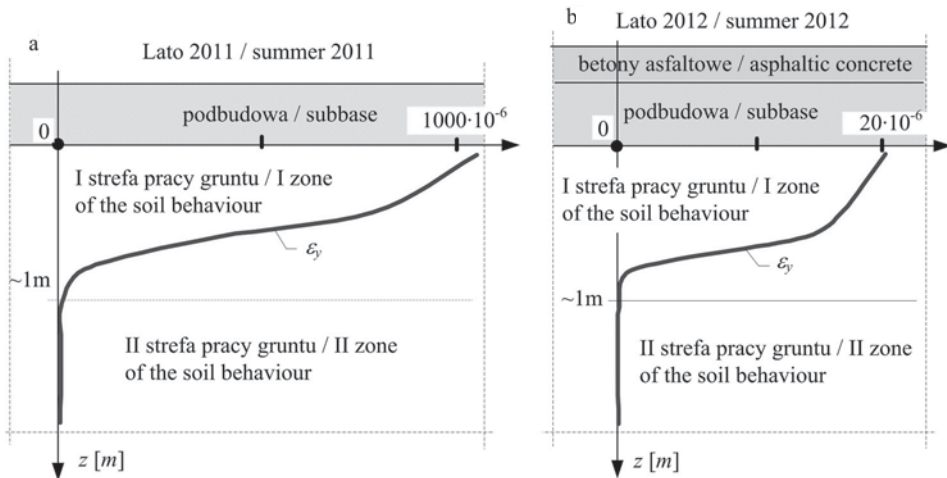 a
Lato 2011 / summer 2011
podbudowa / subbase
0
1000·10⁻⁶
I strefa pracy gruntu / I zone
of the soil behaviour
εy
~1m
II strefa pracy gruntu / II zone
of the soil behaviour
z [m]
b
Lato 2012 / summer 2012
betony asfaltowe / asphaltic concrete
podbudowa / subbase
0
20·10⁻⁶
I strefa pracy gruntu / I zone
of the soil behaviour
εy
~1m
II strefa pracy gruntu / II zone
of the soil behaviour
z [m]